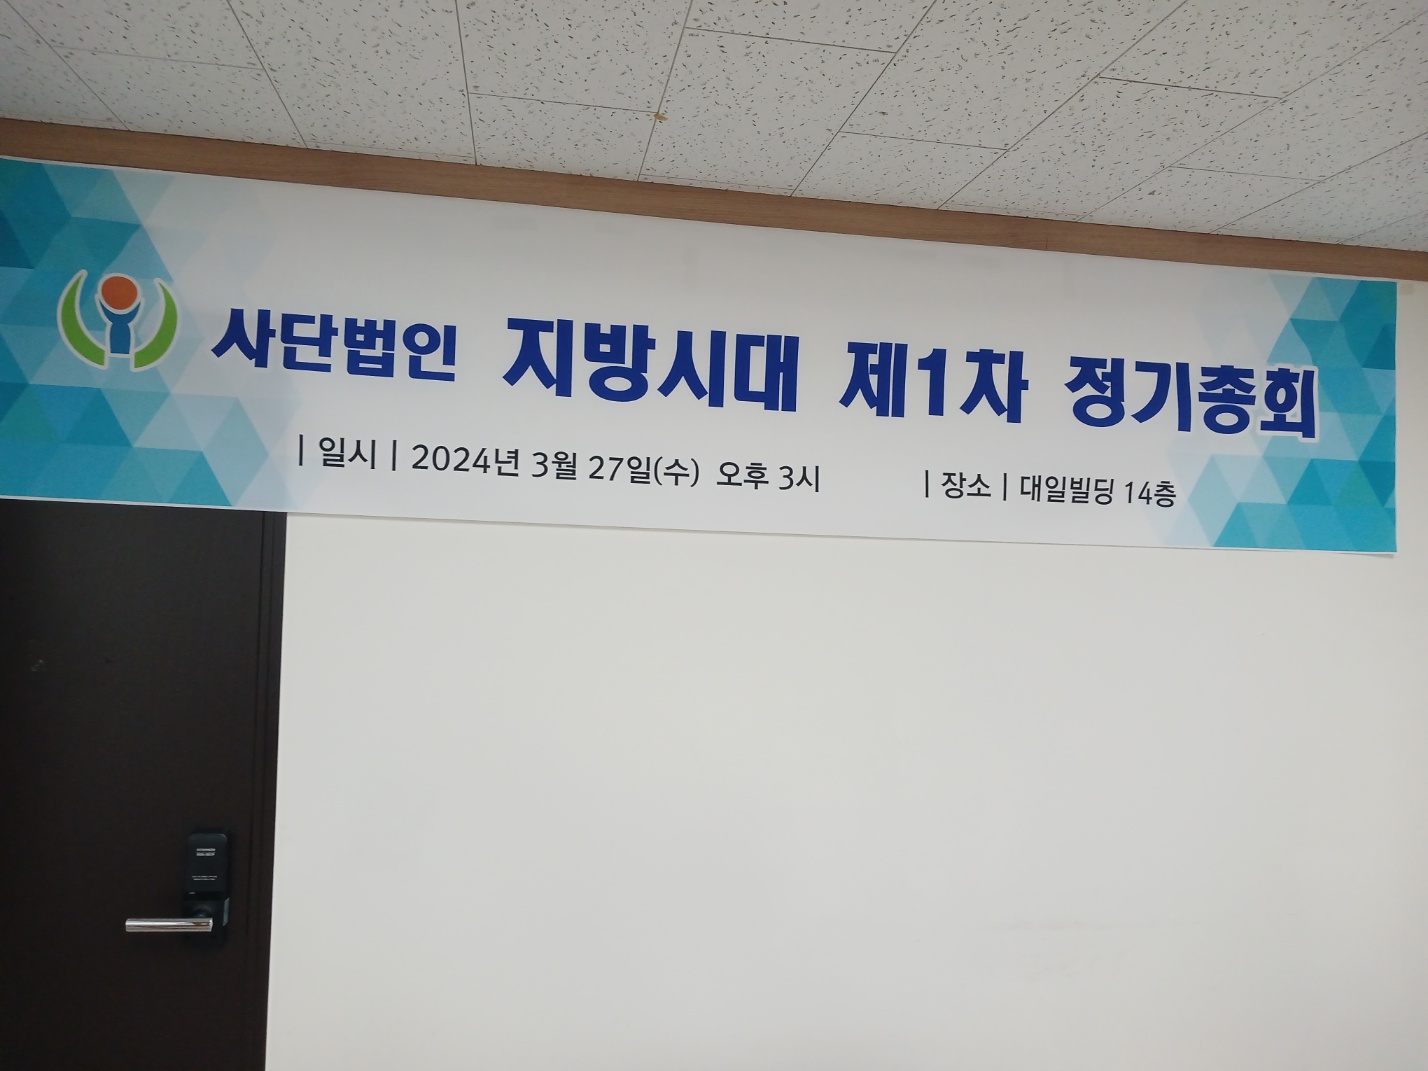 사단법인 지방시대 제1차 정기총회
| 일시 | 2024년 3월 27일(수) 오후 3시 | 장소 | 대일빌딩 14층